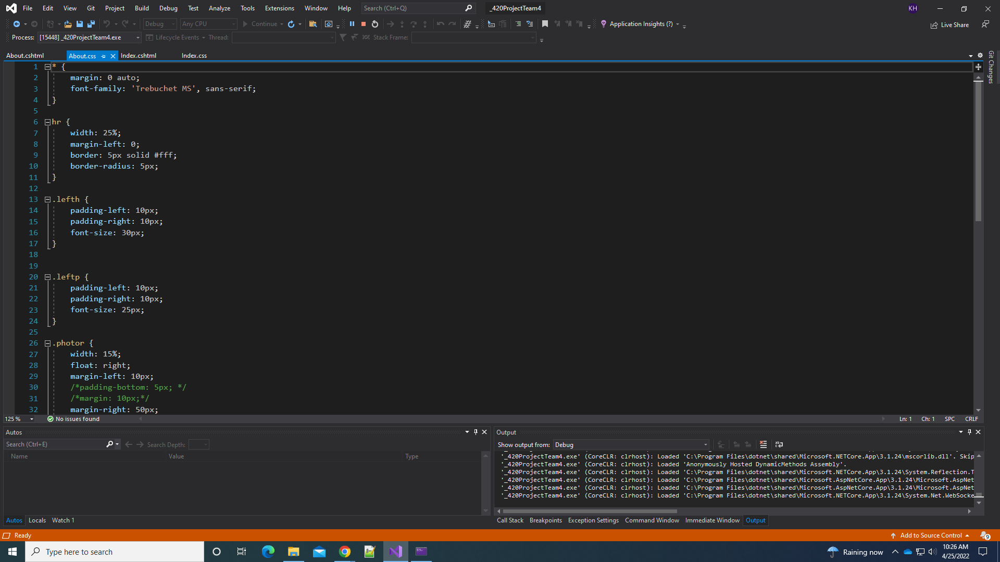 File Edit View Git Project Build Debug Test Analyze Tools Extensions Window Help Search (Ctrl+Q) _420ProjectTeam4 KH
Debug Any CPU Continue Application Insights (?) Live Share
Process: [15448] _420ProjectTeam4.exe Lifecycle Events Thread: Stack Frame:
About.cshtml About.css Index.cshtml Index.css
Git Changes
1 * {
2 margin: 0 auto;
3 font-family: 'Trebuchet MS', sans-serif;
4 }
5
6 hr {
7 width: 25%;
8 margin-left: 0;
9 border: 5px solid #fff;
10 border-radius: 5px;
11 }
12
13 .lefth {
14 padding-left: 10px;
15 padding-right: 10px;
16 font-size: 30px;
17 }
18
19
20 .leftp {
21 padding-left: 10px;
22 padding-right: 10px;
23 font-size: 25px;
24 }
25
26 .photor {
27 width: 15%;
28 float: right;
29 margin-left: 10px;
30 /*padding-bottom: 5px; */
31 /*margin: 10px;*/
32 margin-right: 50px;
125 % No issues found Ln: 1 Ch: 1 SPC CRLF
Autos
Search (Ctrl+E) Search Depth:
Name Value Type
Autos Locals Watch 1
Output
Show output from: Debug
'_420ProjectTeam4.exe' (CoreCLR: clrhost): Loaded 'C:\Program Files\dotnet\shared\Microsoft.NETCore.App\3.1.24\mscorlib.dll'. Skip
'_420ProjectTeam4.exe' (CoreCLR: clrhost): Loaded 'Anonymously Hosted DynamicMethods Assembly'.
'_420ProjectTeam4.exe' (CoreCLR: clrhost): Loaded 'C:\Program Files\dotnet\shared\Microsoft.NETCore.App\3.1.24\System.Reflection.T
'_420ProjectTeam4.exe' (CoreCLR: clrhost): Loaded 'C:\Program Files\dotnet\shared\Microsoft.AspNetCore.App\3.1.24\Microsoft.AspNet
'_420ProjectTeam4.exe' (CoreCLR: clrhost): Loaded 'C:\Program Files\dotnet\shared\Microsoft.AspNetCore.App\3.1.24\Microsoft.AspNet
'_420ProjectTeam4.exe' (CoreCLR: clrhost): Loaded 'C:\Program Files\dotnet\shared\Microsoft.NETCore.App\3.1.24\System.Net.WebSocke
Call Stack Breakpoints Exception Settings Command Window Immediate Window Output
Ready Add to Source Control 9
Type here to search Raining now 10:26 AM
4/25/2022